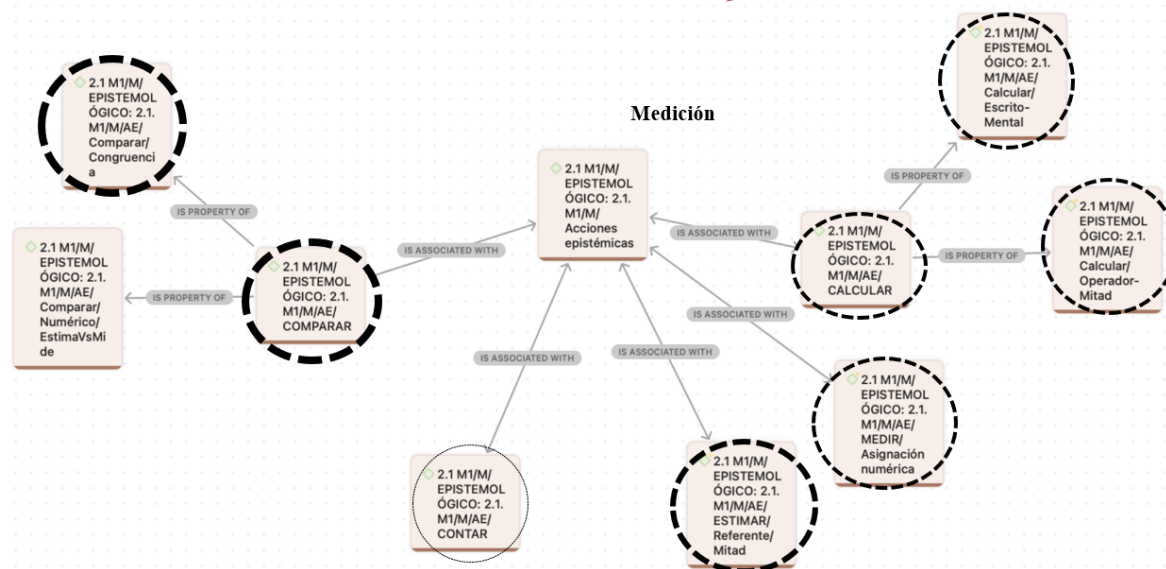 2.1 M1/M/
EPISTEMOL
ÓGICO: 2.1.
M1/M/AE/
Calcular/
Escrito-
Mental
2.1 M1/M/
EPISTEMOL
ÓGICO: 2.1.
M1/M/AE/
Comparar/
Congruenci
a
Medición
2.1 M1/M/
EPISTEMOL
ÓGICO: 2.1.
M1/M/
Acciones
epistémicas
IS PROPERTY OF
2.1 M1/M/
EPISTEMOL
ÓGICO: 2.1.
M1/M/AE/
Calcular/
Operador-
Mitad
IS PROPERTY OF
2.1 M1/M/
EPISTEMOL
ÓGICO: 2.1.
M1/M/AE/
Comparar/
Numérico/
EstimaVsMi
de
IS PROPERTY OF
2.1 M1/M/
EPISTEMOL
ÓGICO: 2.1.
M1/M/AE/
COMPARAR
IS ASSOCIATED WITH
IS ASSOCIATED WITH
2.1 M1/M/
EPISTEMOL
ÓGICO: 2.1.
M1/M/AE/
CALCULAR
IS PROPERTY OF
IS ASSOCIATED WITH
IS ASSOCIATED WITH
IS ASSOCIATED WITH
2.1 M1/M/
EPISTEMOL
ÓGICO: 2.1.
M1/M/AE/
MEDIR/
Asignación
numérica
2.1 M1/M/
EPISTEMOL
ÓGICO: 2.1.
M1/M/AE/
CONTAR
2.1 M1/M/
EPISTEMOL
ÓGICO: 2.1.
M1/M/AE/
ESTIMAR/
Referente/
Mitad